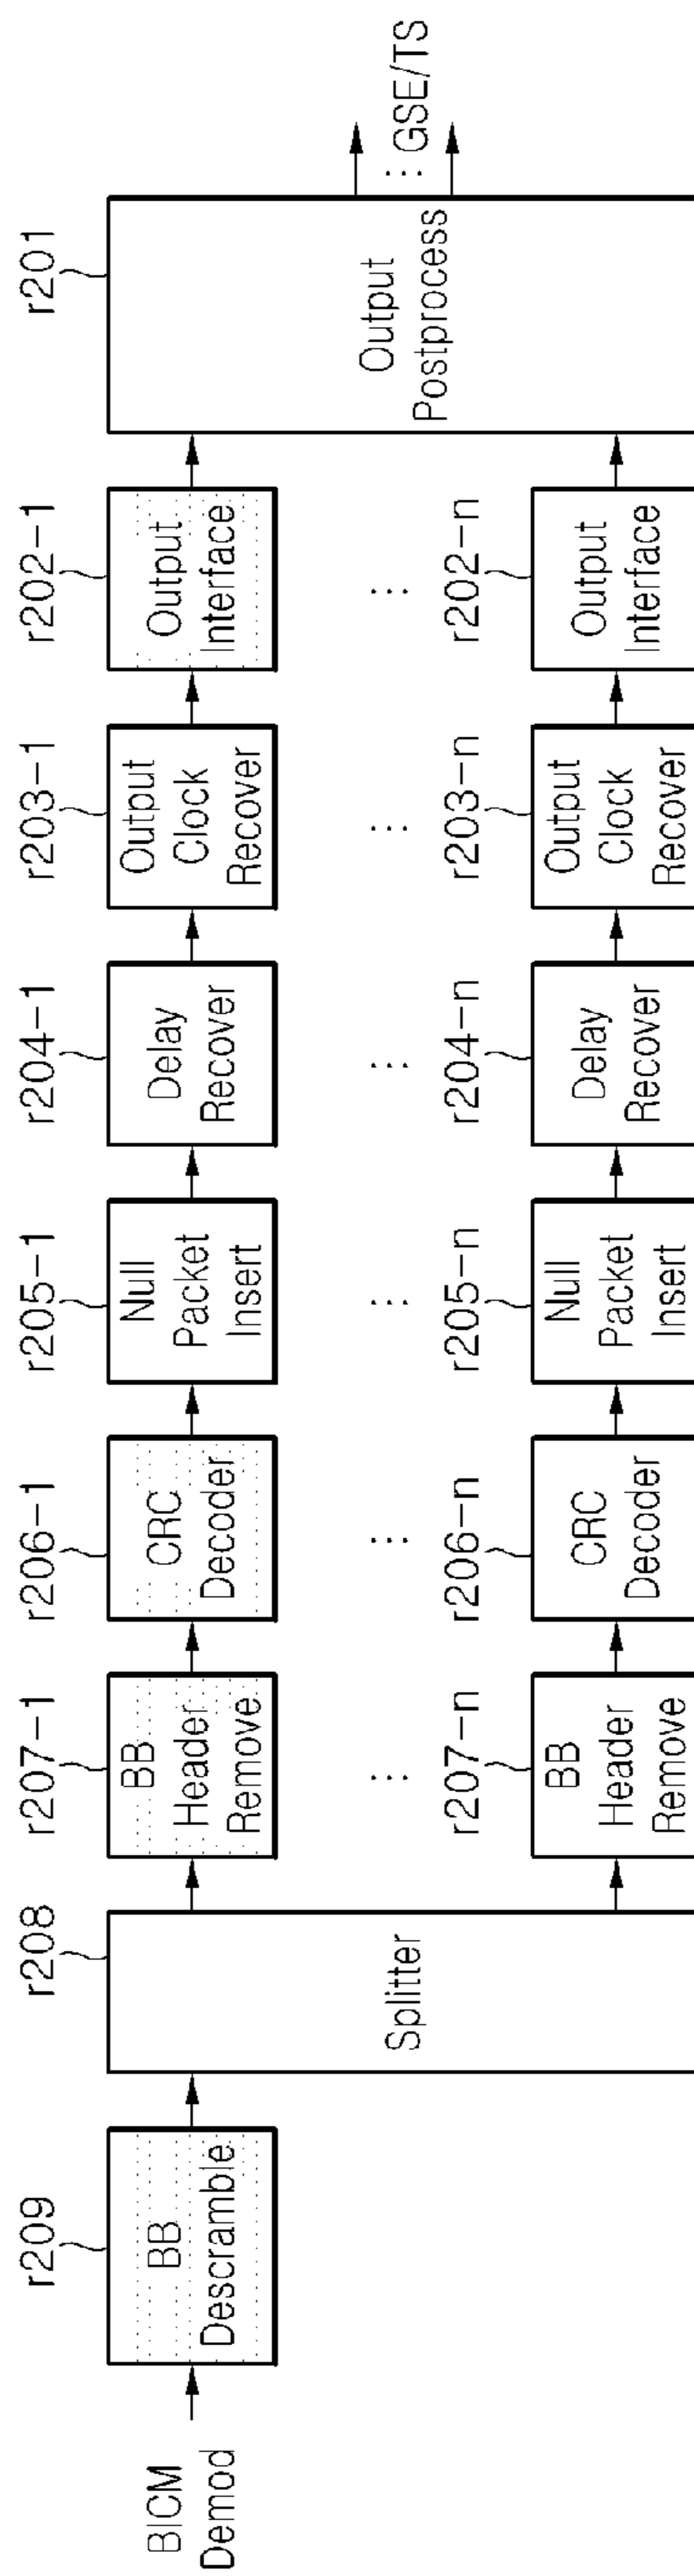 BICM
Demod
r209
BB
Descramble
r208
Splitter
r207-1
BB
Header
Remove
r206-1
CRC
Decoder
r205-1
Null
Packet
Insert
r204-1
Delay
Recover
r203-1
Output
Clock
Recover
r202-1
Output
Interface
r201
Output
Postprocess
...GSE/TS
...
...
...
...
...
...
r207-n
BB
Header
Remove
r206-n
CRC
Decoder
r205-n
Null
Packet
Insert
r204-n
Delay
Recover
r203-n
Output
Clock
Recover
r202-n
Output
Interface